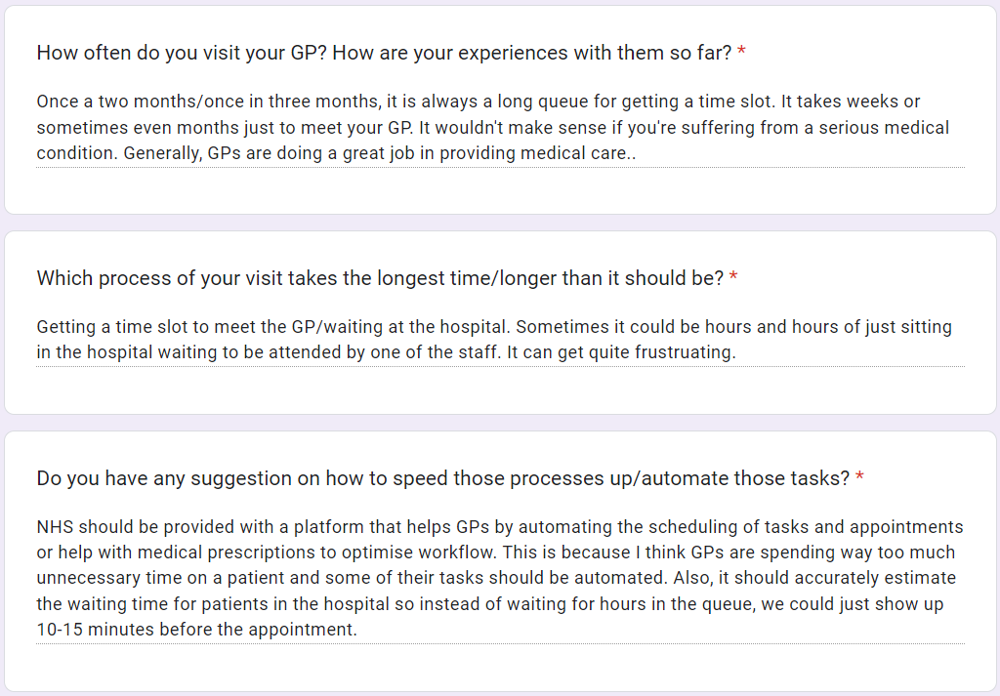 How often do you visit your GP? How are your experiences with them so far? *
Once a two months/once in three months, it is always a long queue for getting a time slot. It takes weeks or
sometimes even months just to meet your GP. It wouldn't make sense if you're suffering from a serious medical
condition. Generally, GPs are doing a great job in providing medical care..
Which process of your visit takes the longest time/longer than it should be? *
Getting a time slot to meet the GP/waiting at the hospital. Sometimes it could be hours and hours of just sitting
in the hospital waiting to be attended by one of the staff. It can get quite frustruating.
Do you have any suggestion on how to speed those processes up/automate those tasks? *
NHS should be provided with a platform that helps GPs by automating the scheduling of tasks and appointments
or help with medical prescriptions to optimise workflow. This is because I think GPs are spending way too much
unnecessary time on a patient and some of their tasks should be automated. Also, it should accurately estimate
the waiting time for patients in the hospital so instead of waiting for hours in the queue, we could just show up
10-15 minutes before the appointment.